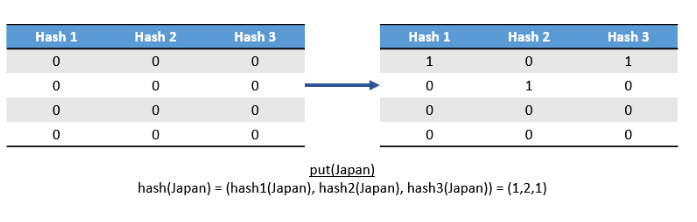 Hash 1 Hash 2 Hash 3 Hash 1 Hash 2 Hash 3
0 0 0 1 0 1
0 0 0 0 1 0
0 0 0 0 0 0
0 0 0 0 0 0
put(Japan)
hash(Japan) = (hash1(Japan), hash2(Japan), hash3(Japan)) = (1,2,1)